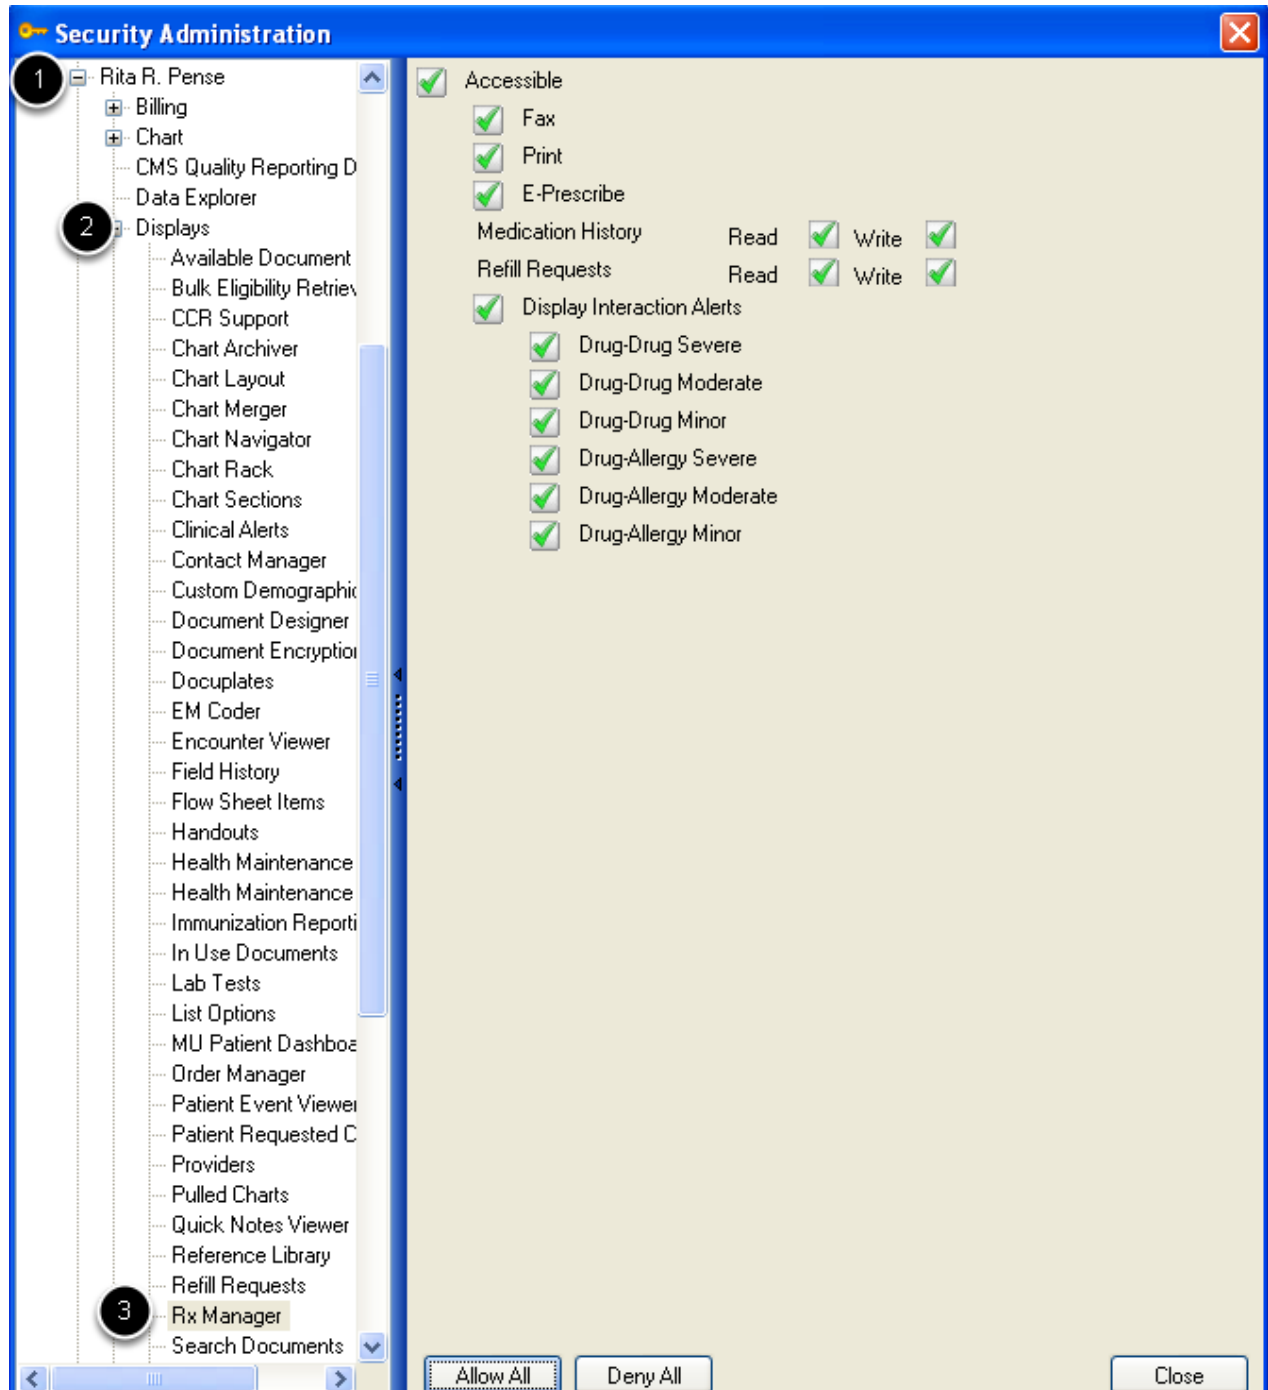 Security Administration
1
Rita R. Pense
Billing
Chart
CMS Quality Reporting D
Data Explorer
2
Displays
Available Document
Bulk Eligibility Retriev
CCR Support
Chart Archiver
Chart Layout
Chart Merger
Chart Navigator
Chart Rack
Chart Sections
Clinical Alerts
Contact Manager
Custom Demographic
Document Designer
Document Encryption
Docuplates
EM Coder
Encounter Viewer
Field History
Flow Sheet Items
Handouts
Health Maintenance
Health Maintenance
Immunization Reporti
In Use Documents
Lab Tests
List Options
MU Patient Dashboa
Order Manager
Patient Event Viewer
Patient Requested C
Providers
Pulled Charts
Quick Notes Viewer
Reference Library
Refill Requests
3
Rx Manager
Search Documents
Accessible
Fax
Print
E-Prescribe
Medication History Read Write
Refill Requests Read Write
Display Interaction Alerts
Drug-Drug Severe
Drug-Drug Moderate
Drug-Drug Minor
Drug-Allergy Severe
Drug-Allergy Moderate
Drug-Allergy Minor
Allow All Deny All Close